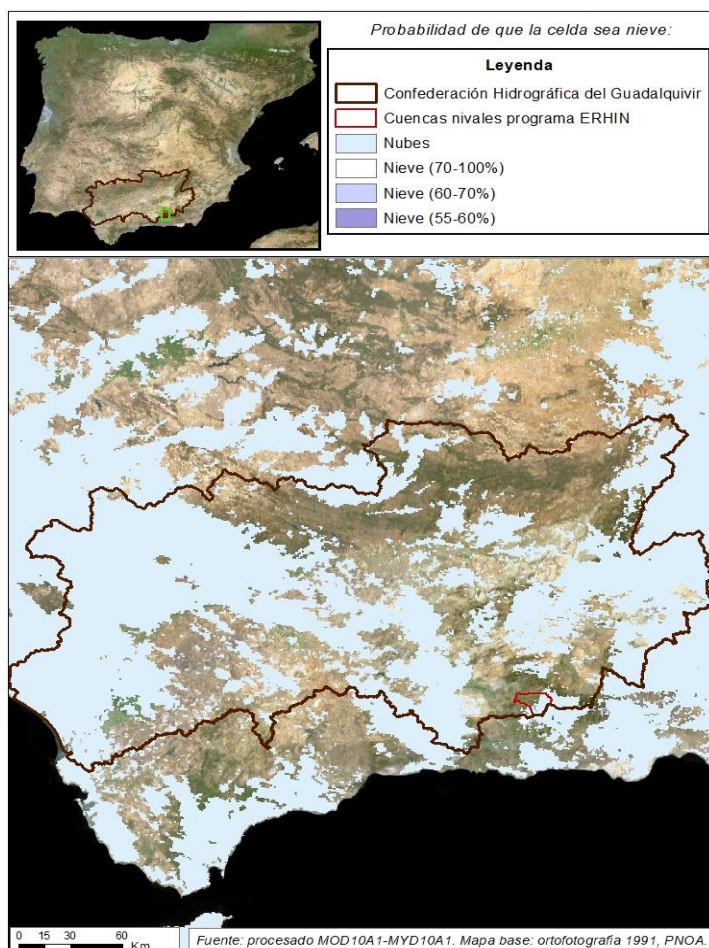 Probabilidad de que la celda sea nieve:
Leyenda
Confederación Hidrográfica del Guadalquivir
Cuencas nivales programa ERHIN
Nubes
Nieve (70-100%)
Nieve (60-70%)
Nieve (55-60%)
0 15 30 60
Km
Fuente: procesado MOD10A1-MYD10A1. Mapa base: ortofotografía 1991, PNOA.